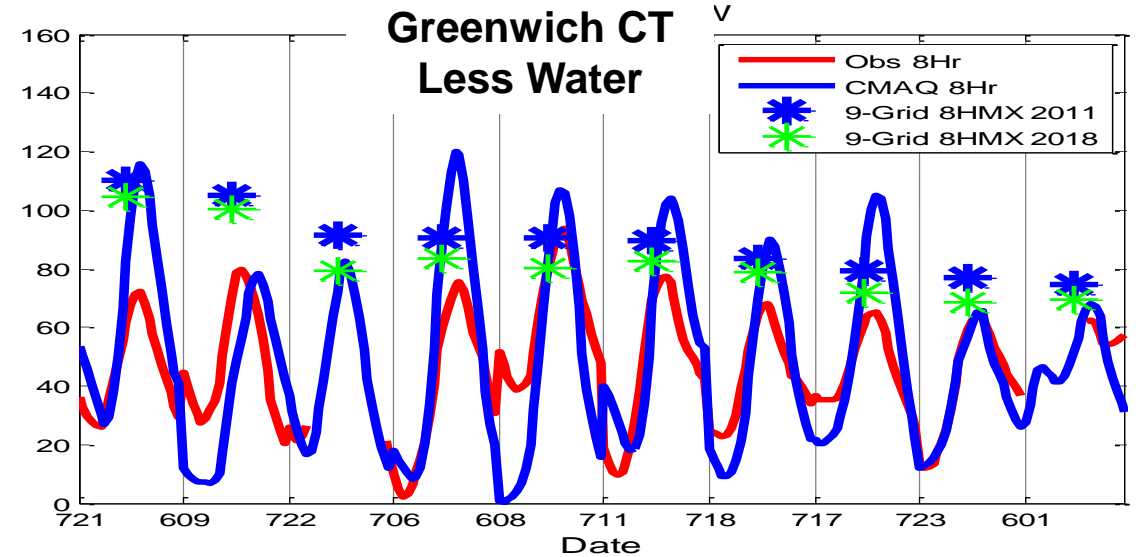 Greenwich CT
Less Water
v
Obs 8Hr
CMAQ 8Hr
9-Grid 8HMX 2011
9-Grid 8HMX 2018
160
140
120
100
80
60
40
20
0
721 609 722 706 608 711 718 717 723 601
Date